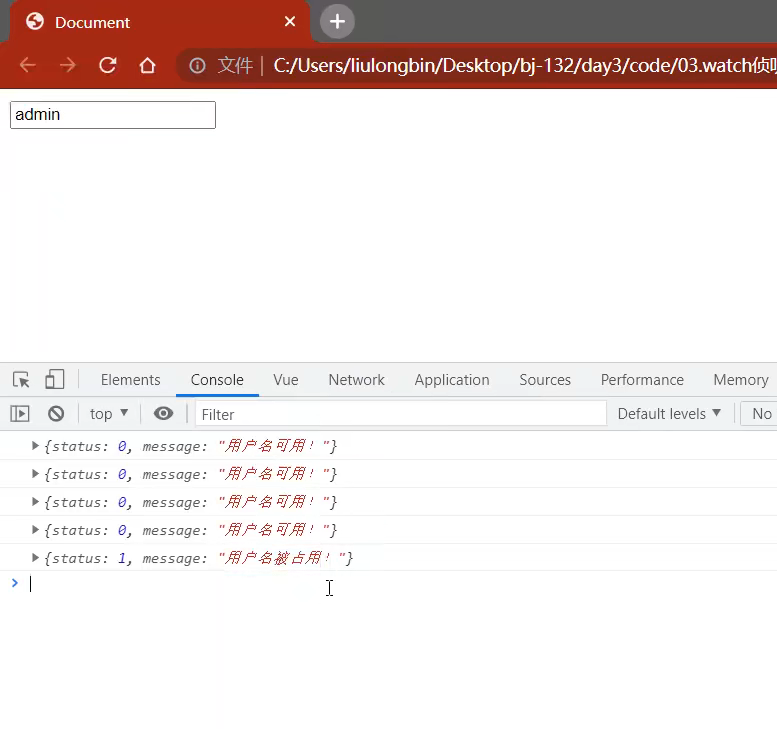 Document
文件 | C:/Users/liulongbin/Desktop/bj-132/day3/code/03.watch侦
admin
Elements Console Vue Network Application Sources Performance Memory
top Filter Default levels No
{status: 0, message: "用户名可用！"}
{status: 0, message: "用户名可用！"}
{status: 0, message: "用户名可用！"}
{status: 0, message: "用户名可用！"}
{status: 1, message: "用户名被占用！"}